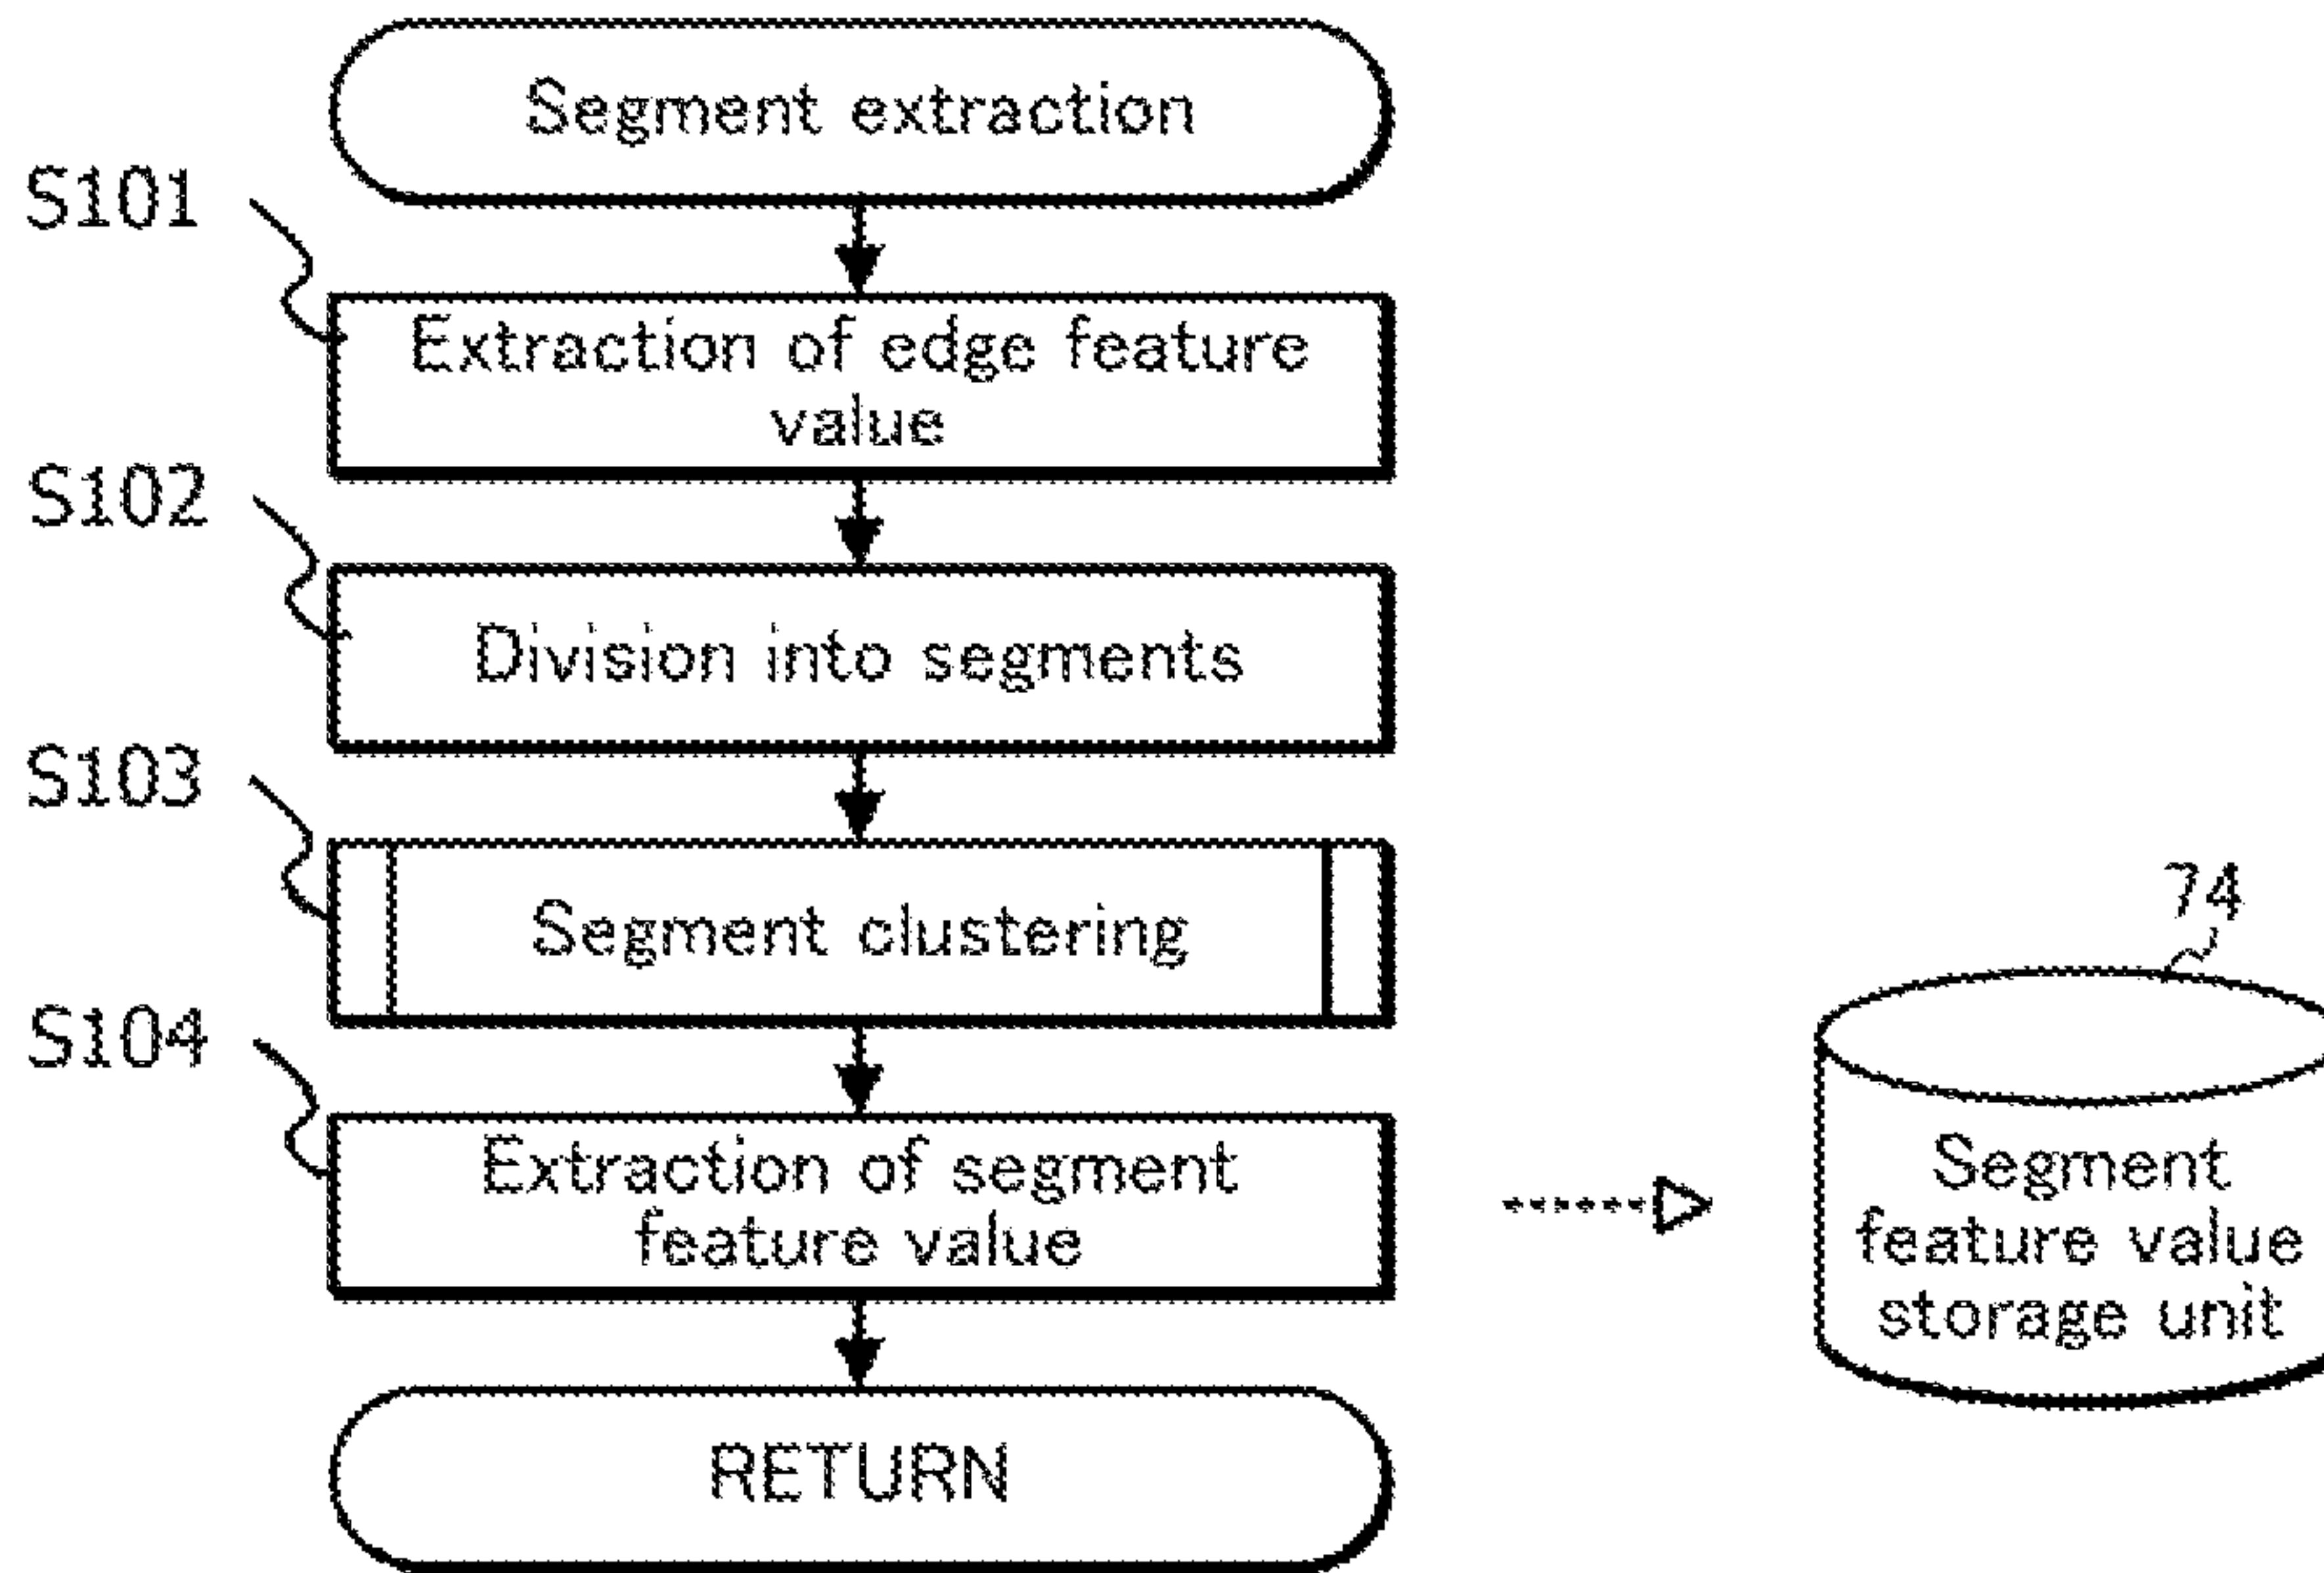 Segment extraction
S101
Extraction of edge feature
value
S102
Division into segments
S103
Segment clustering
S104
Extraction of segment
feature value
74
Segment
feature value
storage unit
RETURN